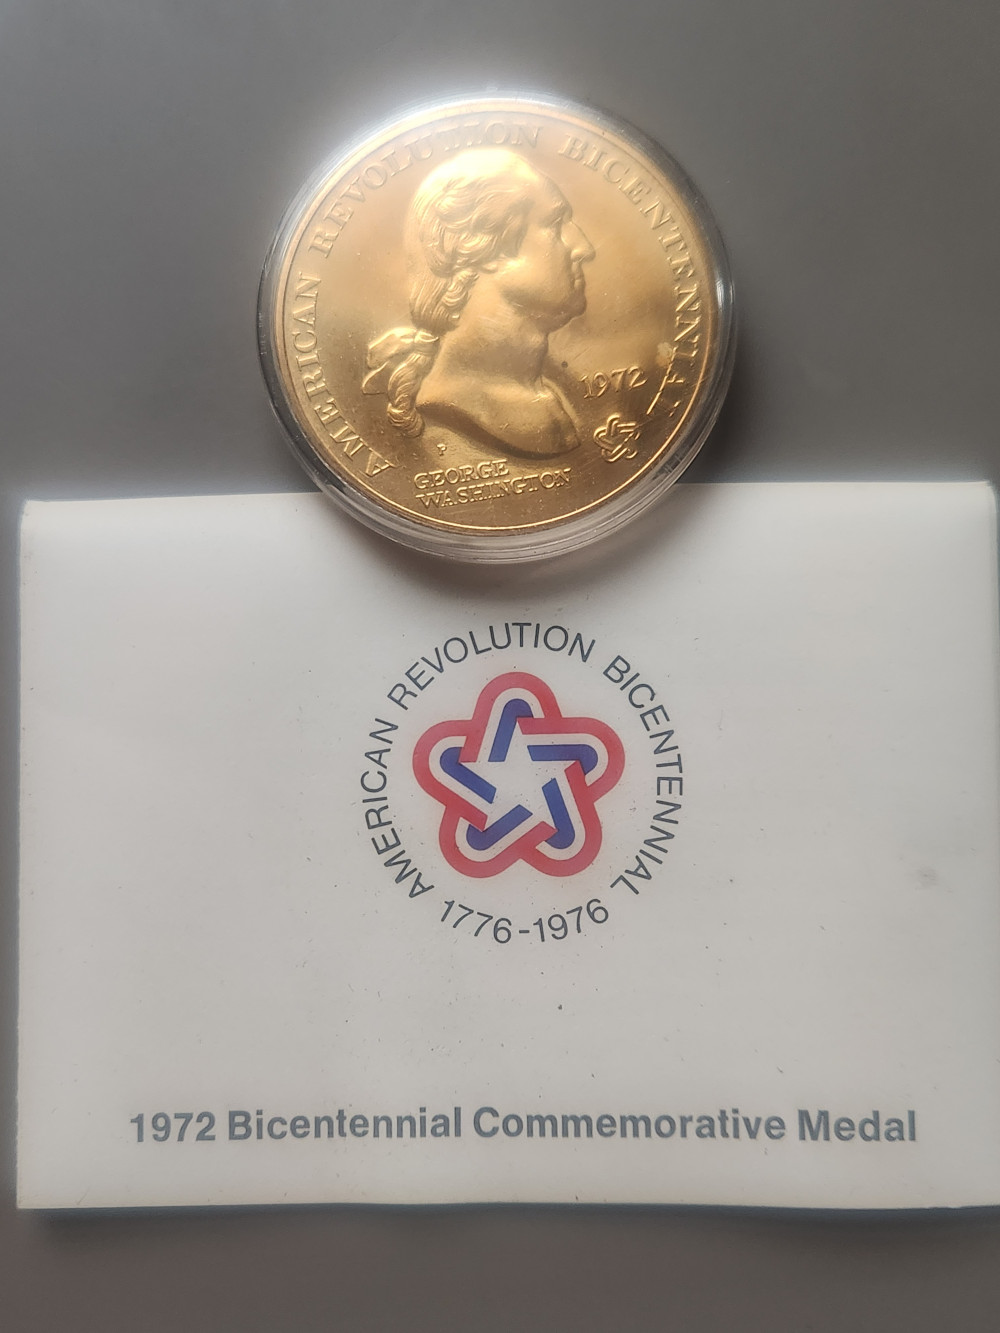 AMERICAN REVOLUTION BICENTENNIAL
1972
P
GEORGE
WASHINGTON
AMERICAN REVOLUTION BICENTENNIAL
1776-1976
1972 Bicentennial Commemorative Medal